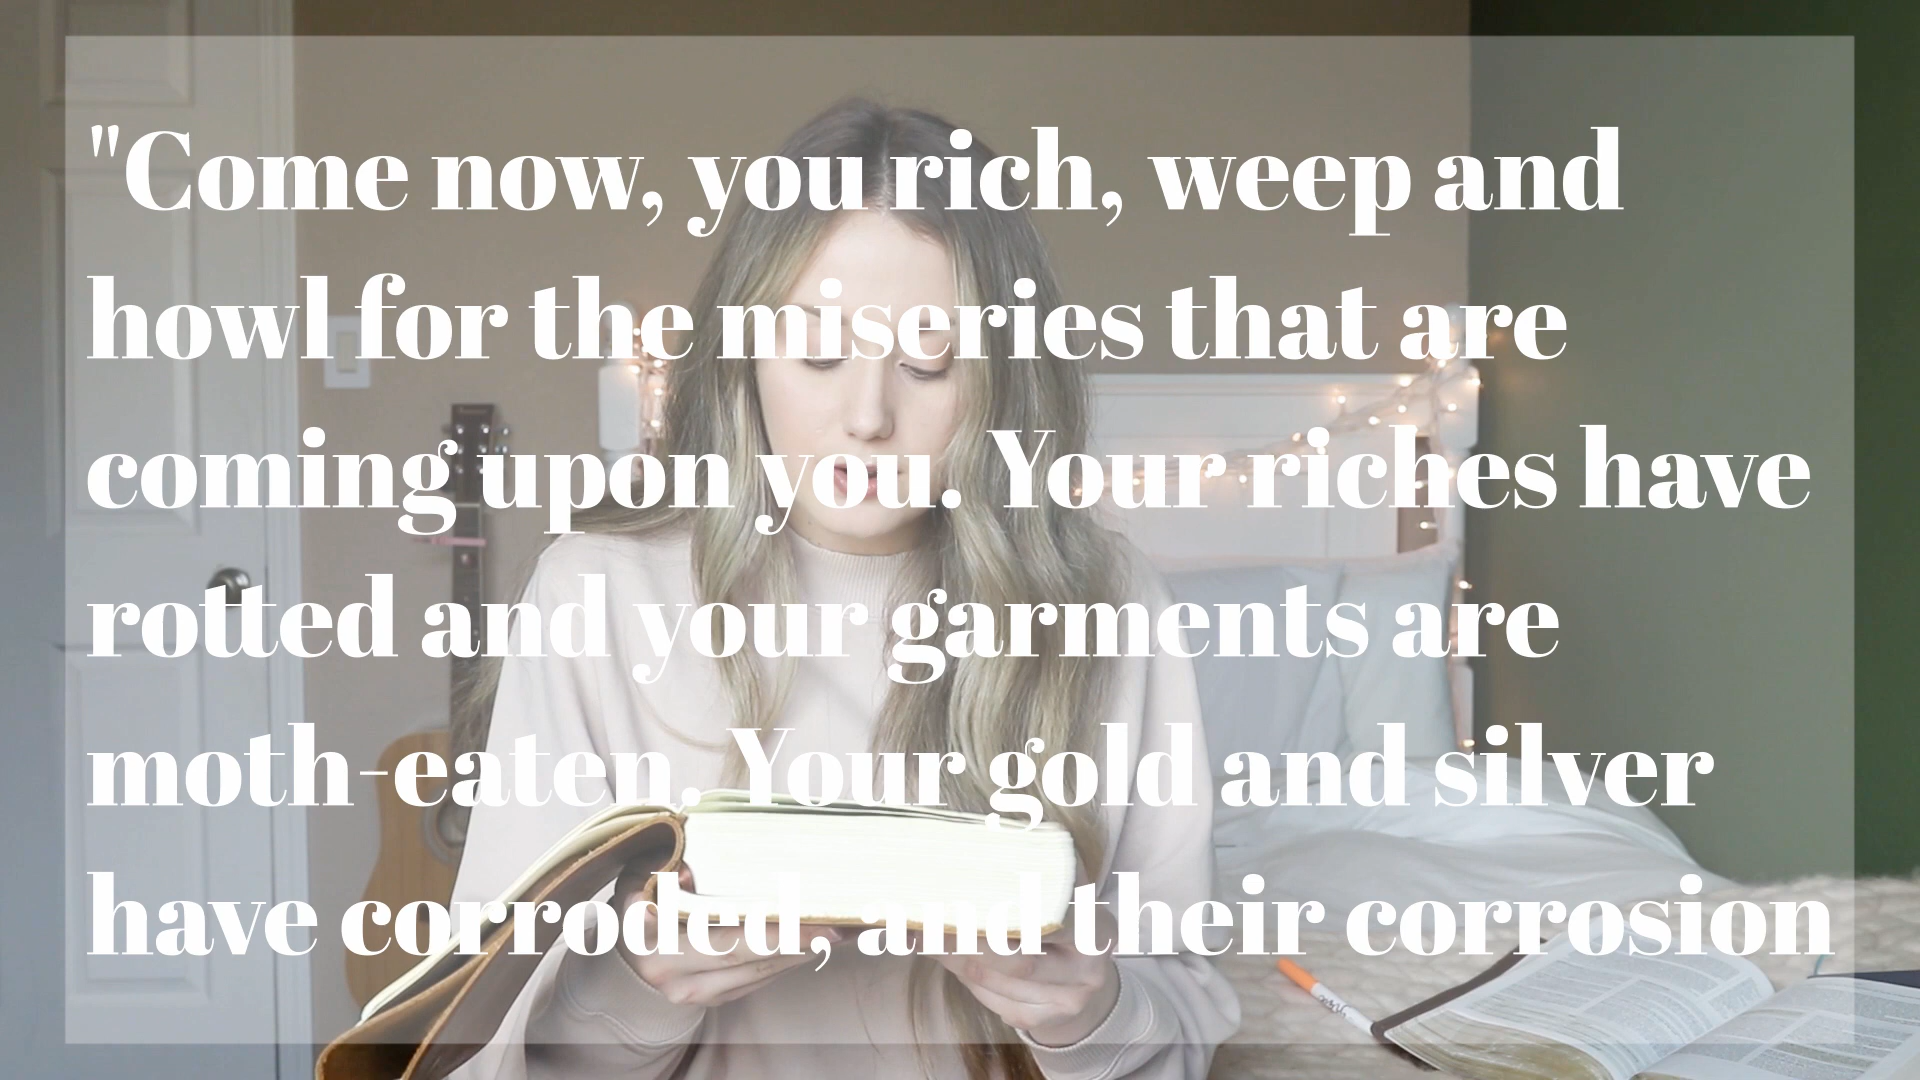 "Come now, you rich, weep and
howl for the miseries that are
coming upon you. Your riches have
rotted and your garments are
moth-eaten. Your gold and silver
have corroded, and their corrosion